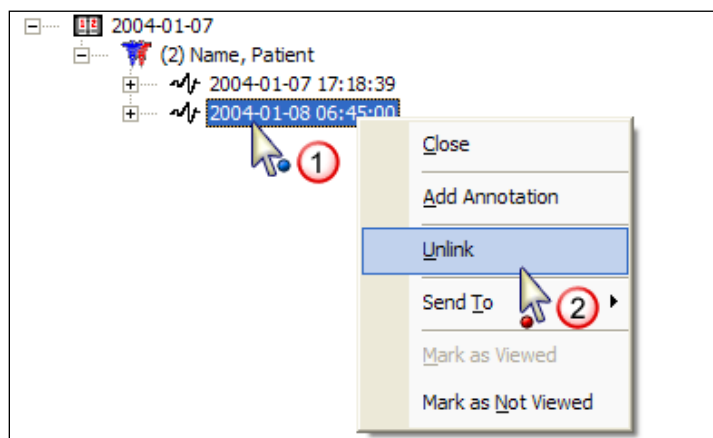 2004-01-07
(2) Name, Patient
2004-01-07 17:18:39
2004-01-08 06:45:00
1
Close
Add Annotation
Unlink
Send To
2
Mark as Viewed
Mark as Not Viewed